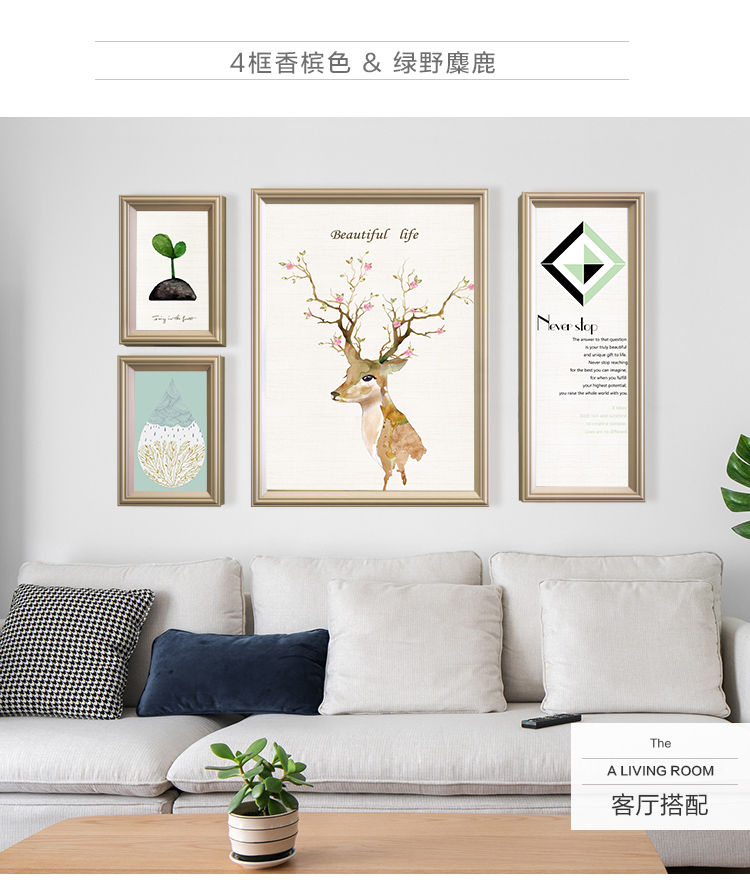 4框香槟色 & 绿野麋鹿
Beautiful life
Never stop
The answer to that question
is your truly beautiful
and unique gift to life.
Never stop reaching
for the best you can imagine.
for when you fulfill
your highest potential,
you raise the whole world with you.
The
A LIVING ROOM
客厅搭配